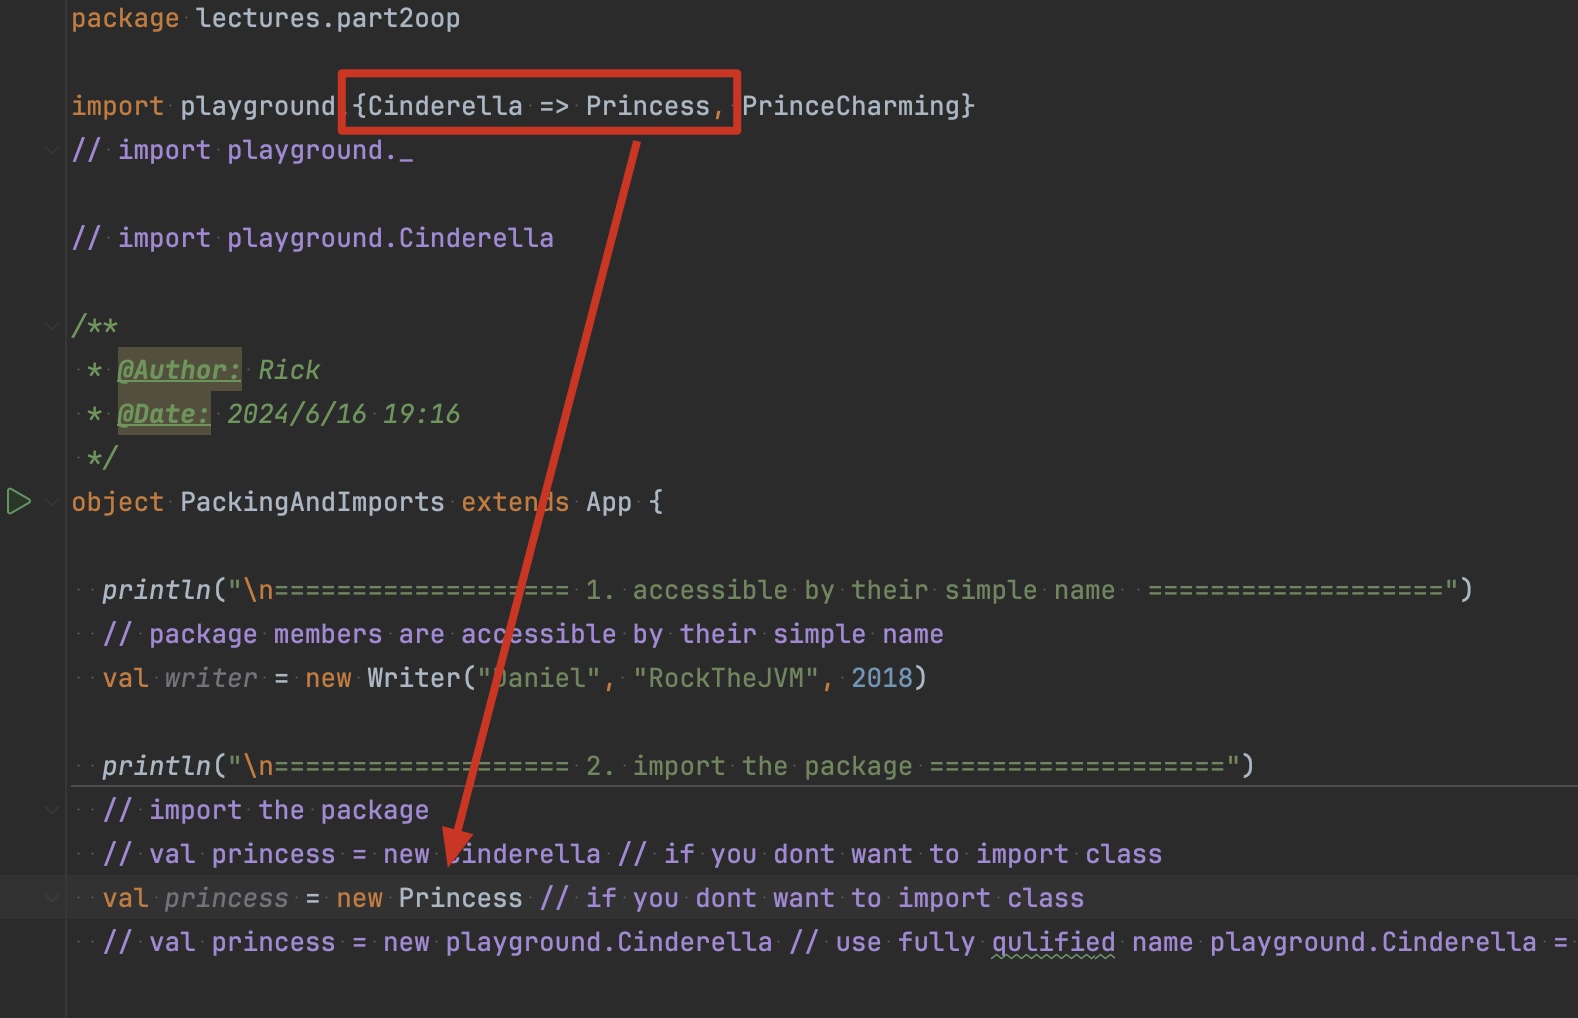 package lectures.part2oop
import playground.{Cinderella => Princess, PrinceCharming}
// import playground._
// import playground.Cinderella
/**
* @Author: Rick
* @Date: 2024/6/16 19:16
*/
object PackingAndImports extends App {
println("\n=================== 1. accessible by their simple name  ===================")
// package members are accessible by their simple name
val writer = new Writer("Daniel", "RockTheJVM", 2018)
println("\n=================== 2. import the package ===================")
// import the package
// val princess = new Cinderella // if you dont want to import class
val princess = new Princess // if you dont want to import class
// val princess = new playground.Cinderella // use fully qulified name playground.Cinderella =